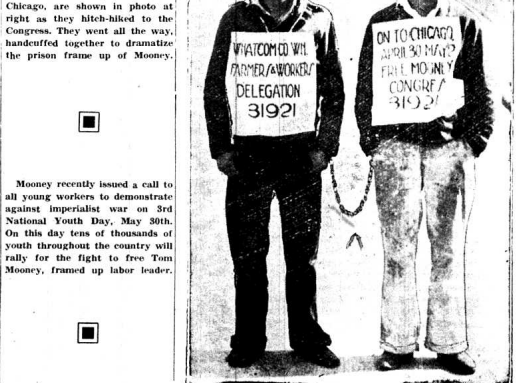 Chicago, are shown in photo at
right as they hitch-hiked to the
Congress. They went all the way,
handcuffed together to dramatize
the prison frame up of Mooney.
Mooney recently issued a call to
all young workers to demonstrate
against imperialist war on 3rd
National Youth Day, May 30th.
On this day tens of thousands of
youth throughout the country will
rally for the fight to free Tom
Mooney, framed up labor leader.
WHATCOM CO WN.
FARMERS & WORKERS
DELEGATION
31921
ON TO CHICAGO
APRIL 30 MAY 2
FREE MOONEY
CONGRES
31921